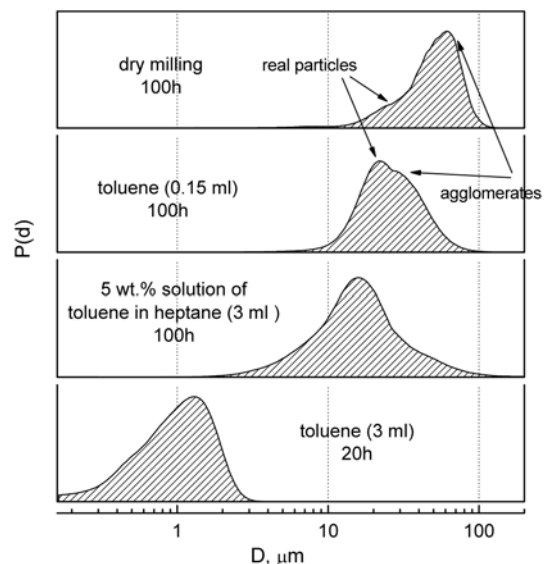 P(d)
dry milling
100h
real particles
agglomerates
toluene (0.15 ml)
100h
5 wt.% solution of
toluene in heptane (3 ml )
100h
toluene (3 ml)
20h
1 10 100
D, μm